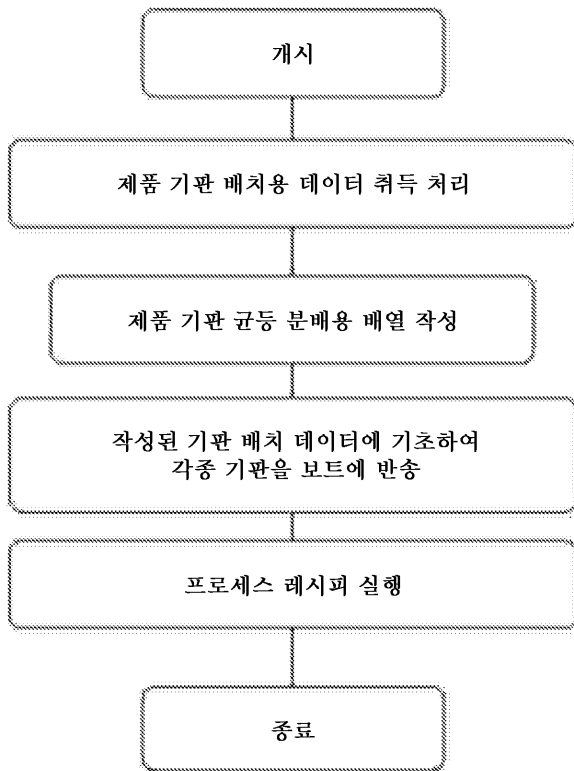 개시
제품 기판 배치용 데이터 취득 처리
제품 기판 균등 분배용 배열 작성
작성된 기판 배치 데이터에 기초하여
각종 기판을 보트에 반송
프로세스 레시피 실행
종료